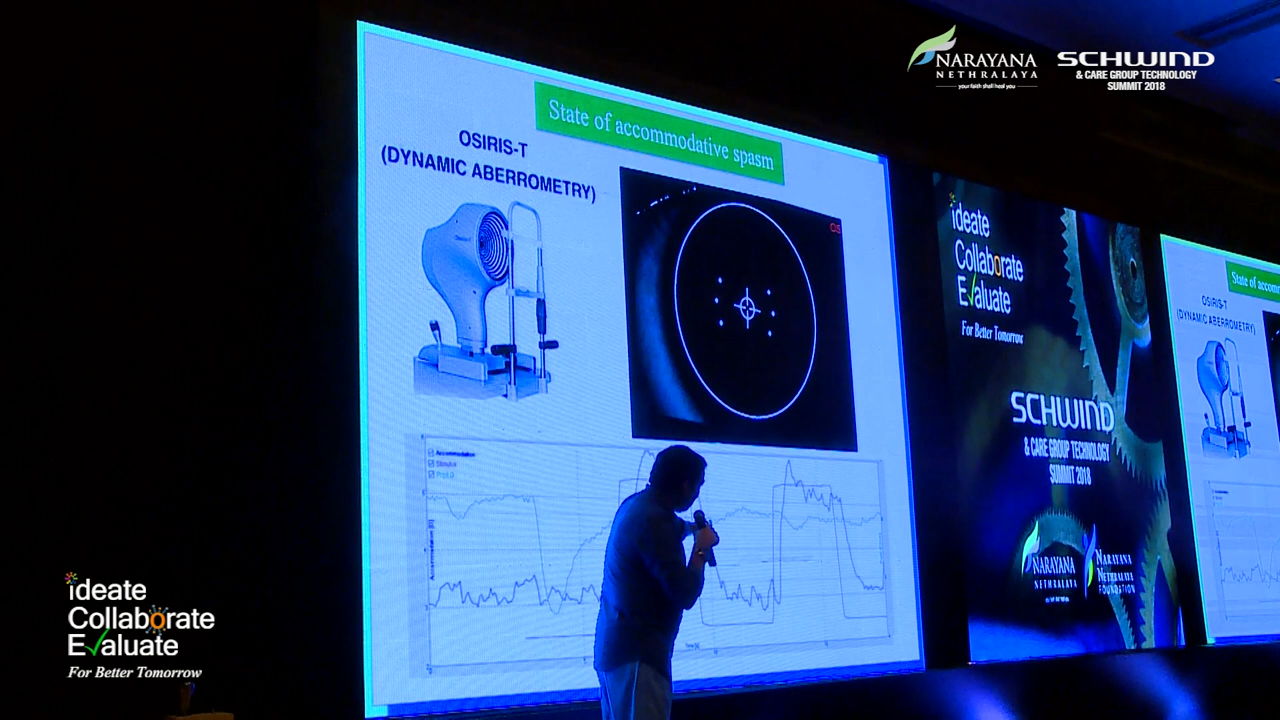 NARAYANA
NETHRALAYA
your faith shall heal you
SCHWIND
& CARE GROUP TECHNOLOGY
SUMMIT 2018
State of accommodative spasm
OSIRIS-T
(DYNAMIC ABERROMETRY)
Accommodation
Accommodation [D]
Time [s]
ideate
Collaborate
Evaluate
For Better Tomorrow
SCHWIND
& CARE GROUP TECHNOLOGY
SUMMIT 2018
NARAYANA
NETHRALAYA
NARAYANA
NETHRALAYA
FOUNDATION
State of accomm
OSIRIS-T
(DYNAMIC ABERROMETRY)
ideate
Collaborate
Evaluate
For Better Tomorrow